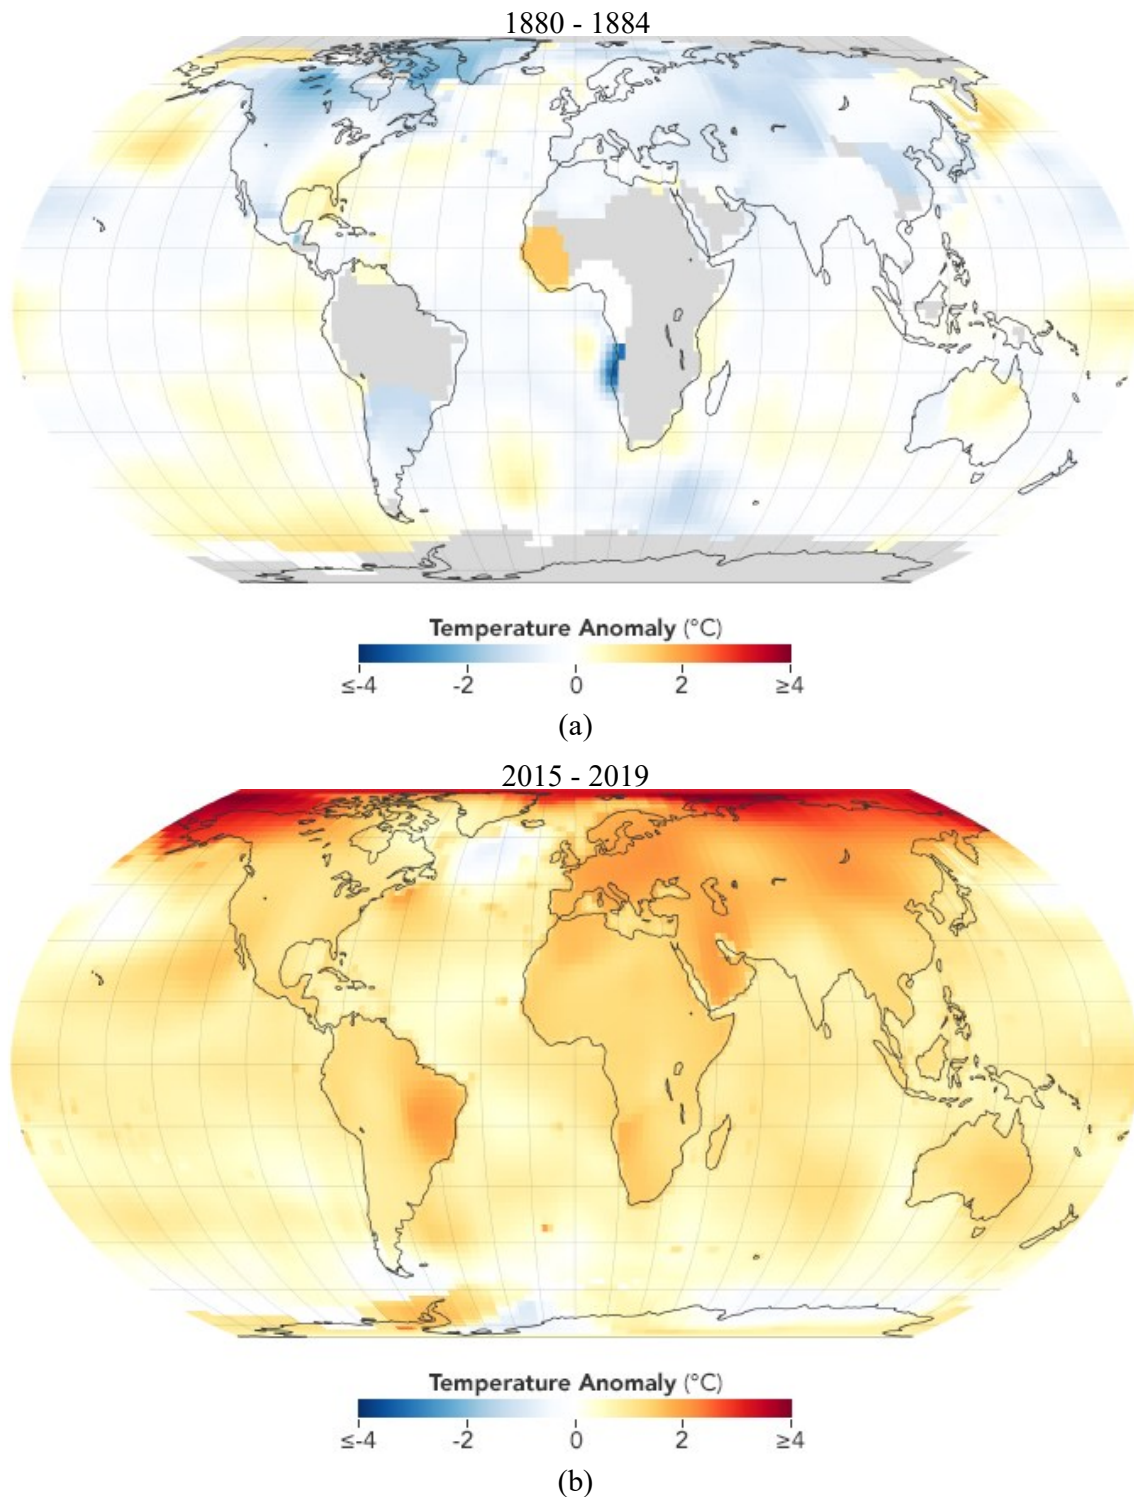 1880 - 1884
Temperature Anomaly (°C)
≤-4 -2 0 2 ≥4
(a)
2015 - 2019
Temperature Anomaly (°C)
≤-4 -2 0 2 ≥4
(b)